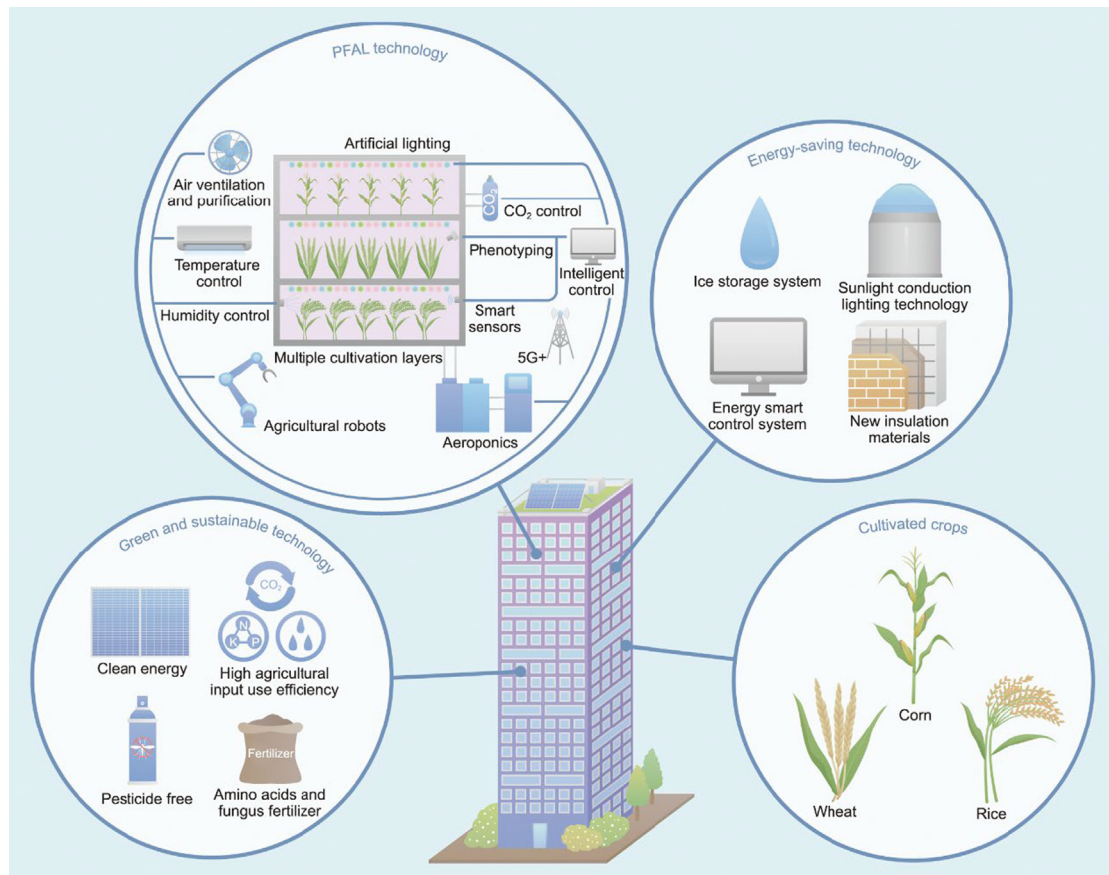 PFAL technology
Artificial lighting
Air ventilation
and purification
CO₂
CO₂ control
Phenotyping
Temperature
control
Intelligent
control
Humidity control
Smart
sensors
Multiple cultivation layers
5G+
Agricultural robots
Aeroponics
Energy-saving technology
Ice storage system
Sunlight conduction
lighting technology
Energy smart
control system
New insulation
materials
Green and sustainable technology
CO₂
N
K
P
Clean energy
High agricultural
input use efficiency
Fertilizer
Pesticide free
Amino acids and
fungus fertilizer
Cultivated crops
Corn
Wheat
Rice